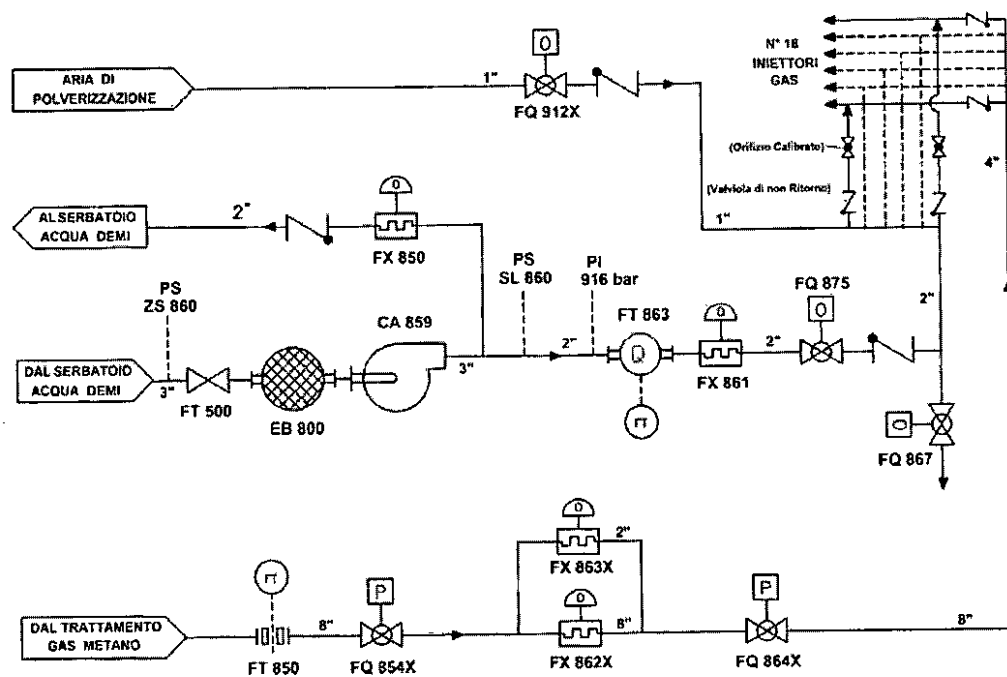 N° 18
INIETTORI
GAS
ARIA DI
POLVERIZZAZIONE
1"
O
FQ 912X
(Orifizio Calibrato)
4"
(Valviola di non Ritorno)
1"
AL SERBATOIO
ACQUA DEMI
2"
O
FX 850
PS
ZS 860
CA 859
PS
SL 860
PI
916 bar
FT 863
O
FQ 875
O
2"
2"
Q
2"
3"
FX 861
DAL SERBATOIO
ACQUA DEMI
3"
FT 500
EB 800
FT
O
FQ 867
O
2"
FX 863X
FT
P
O
P
DAL TRATTAMENTO
GAS METANO
8"
8"
8"
FT 850
FQ 854X
FX 862X
FQ 864X